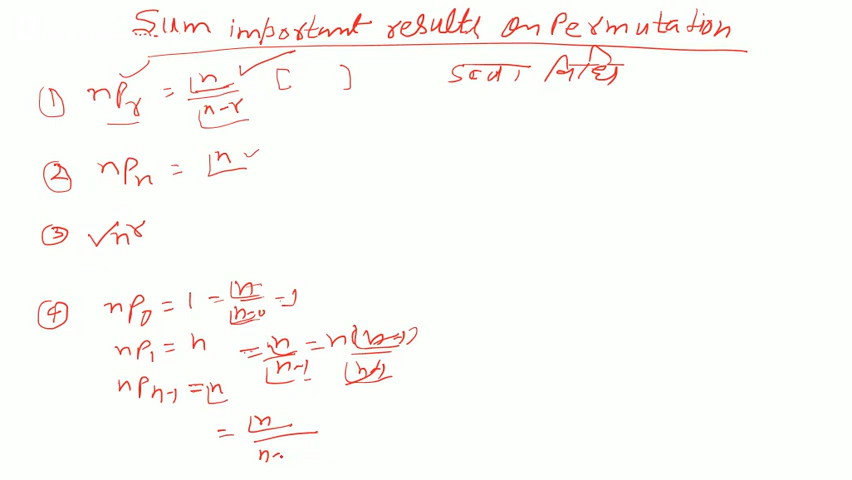 Sum important results on Permutation
① nPr = |n / |n-r [ ]
② nPn = |n
③ nʳ
④ nP0 = 1 = |n / |n-0 = 1
nP1 = n = |n / |n-1 = n|n-1 / |n-1
nPn-1 = |n
= |n / n-